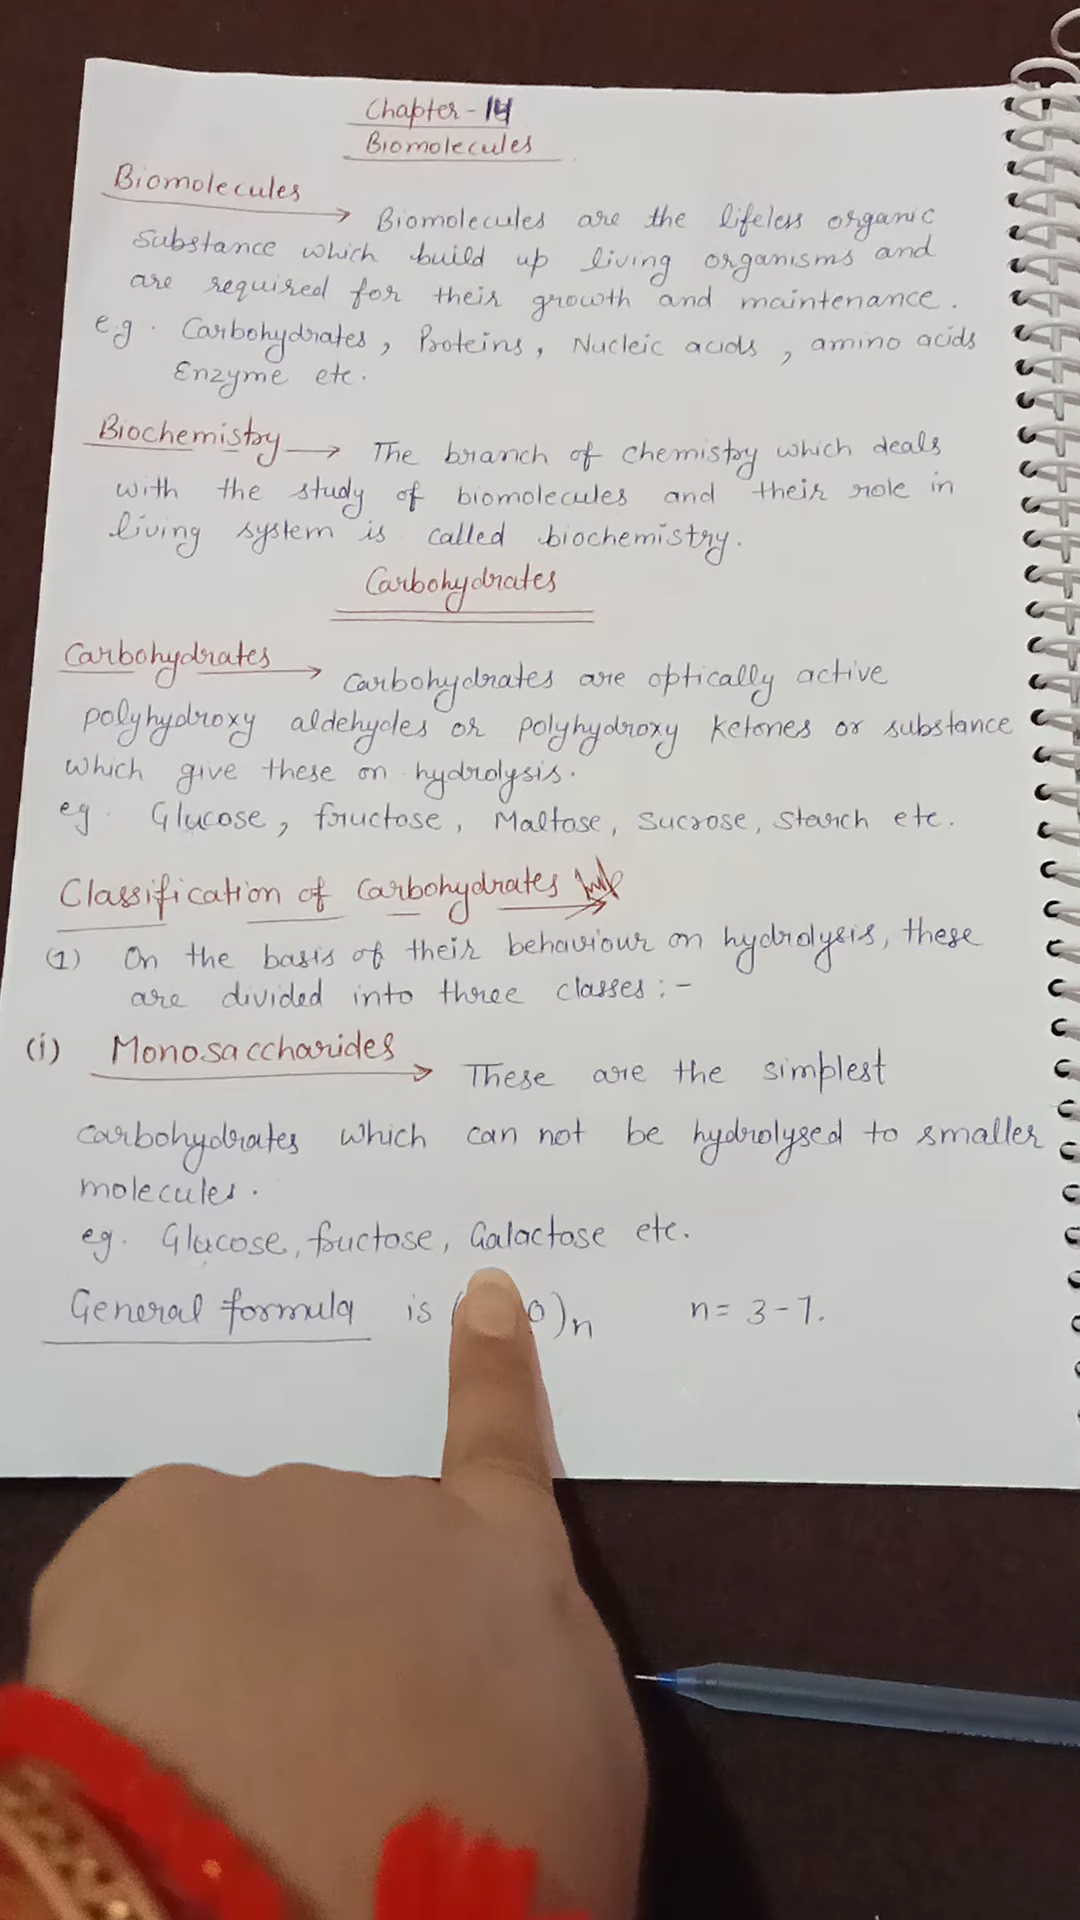 Chapter-14
Biomolecules
Biomolecules
→ Biomolecules are the lifeless organic
substance which build up living organisms and
are required for their growth and maintenance.
e.g. Carbohydrates, Proteins, Nucleic acids, amino acids
Enzyme etc.
Biochemistry → The branch of chemistry which deals
with the study of biomolecules and their role in
living system is called biochemistry.
Carbohydrates
Carbohydrates → Carbohydrates are optically active
polyhydroxy aldehydes or polyhydroxy ketones or substance
which give these on hydrolysis.
eg. Glucose, fructose, Maltose, sucrose, starch etc.
Classification of Carbohydrates Imp
(1) On the basis of their behaviour on hydrolysis, these
are divided into three classes:-
(i) Monosaccharides → These are the simplest
carbohydrates which can not be hydrolysed to smaller
molecules.
eg. Glucose, fructose, Galactose etc.
General formula is ( O)n n= 3-7.